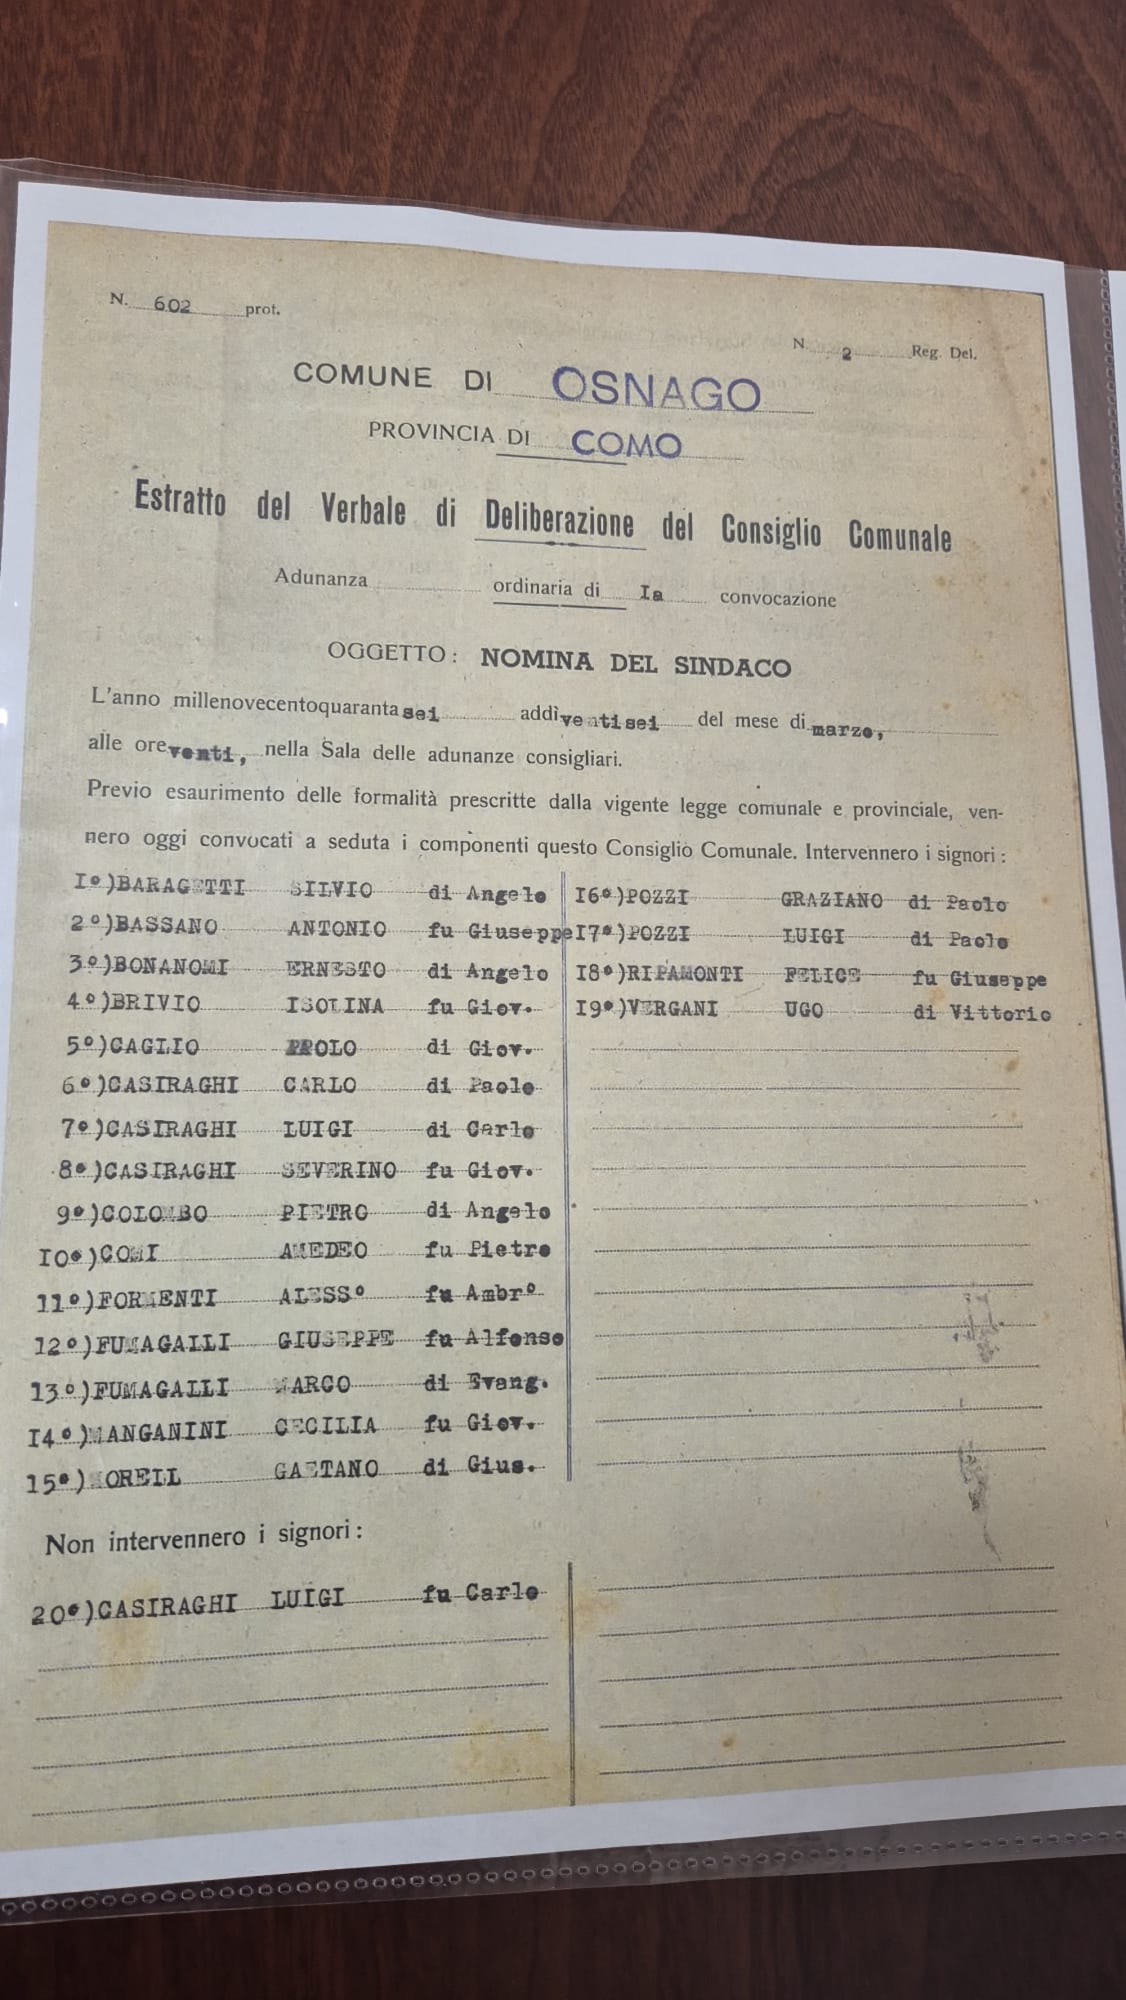 N. 602 prot.
N. 2 Reg. Del.
COMUNE DI OSNAGO
PROVINCIA DI COMO
Estratto del Verbale di Deliberazione del Consiglio Comunale
Adunanza ordinaria di Ia convocazione
OGGETTO: NOMINA DEL SINDACO
L'anno millenovecentoquaranta sei addì ventisei del mese di marzo,
alle ore venti, nella Sala delle adunanze consigliari.
Previo esaurimento delle formalità prescritte dalla vigente legge comunale e provinciale, ven-
nero oggi convocati a seduta i componenti questo Consiglio Comunale. Intervennero i signori:
I°)BARAGETTI SILVIO di Angelo
2°)BASSANO ANTONIO fu Giuseppe
3°)BONANOMI ERNESTO di Angelo
4°)BRIVIO ISOLINA fu Giov.
5°)CAGLIO PAOLO di Giov.
6°)CASIRAGHI CARLO di Paolo
7°)CASIRAGHI LUIGI di Carlo
8°)CASIRAGHI SEVERINO fu Giov.
9°)COLOMBO PIETRO di Angelo
I0°)COMI AMEDEO fu Pietro
11°)FORMENTI ALESS° fu Ambr°
12°)FUMAGALLI GIUSEPPE fu Alfonso
13°)FUMAGALLI MARCO di Evang.
I4°)MANGANINI CECILIA fu Giov.
15°)MORELL GAETANO di Gius.
I6°)POZZI GRAZIANO di Paolo
I7°)POZZI LUIGI di Paolo
I8°)RIPAMONTI FELICE fu Giuseppe
I9°)VERGANI UGO di Vittorio
Non intervennero i signori:
20°)CASIRAGHI LUIGI fu Carlo